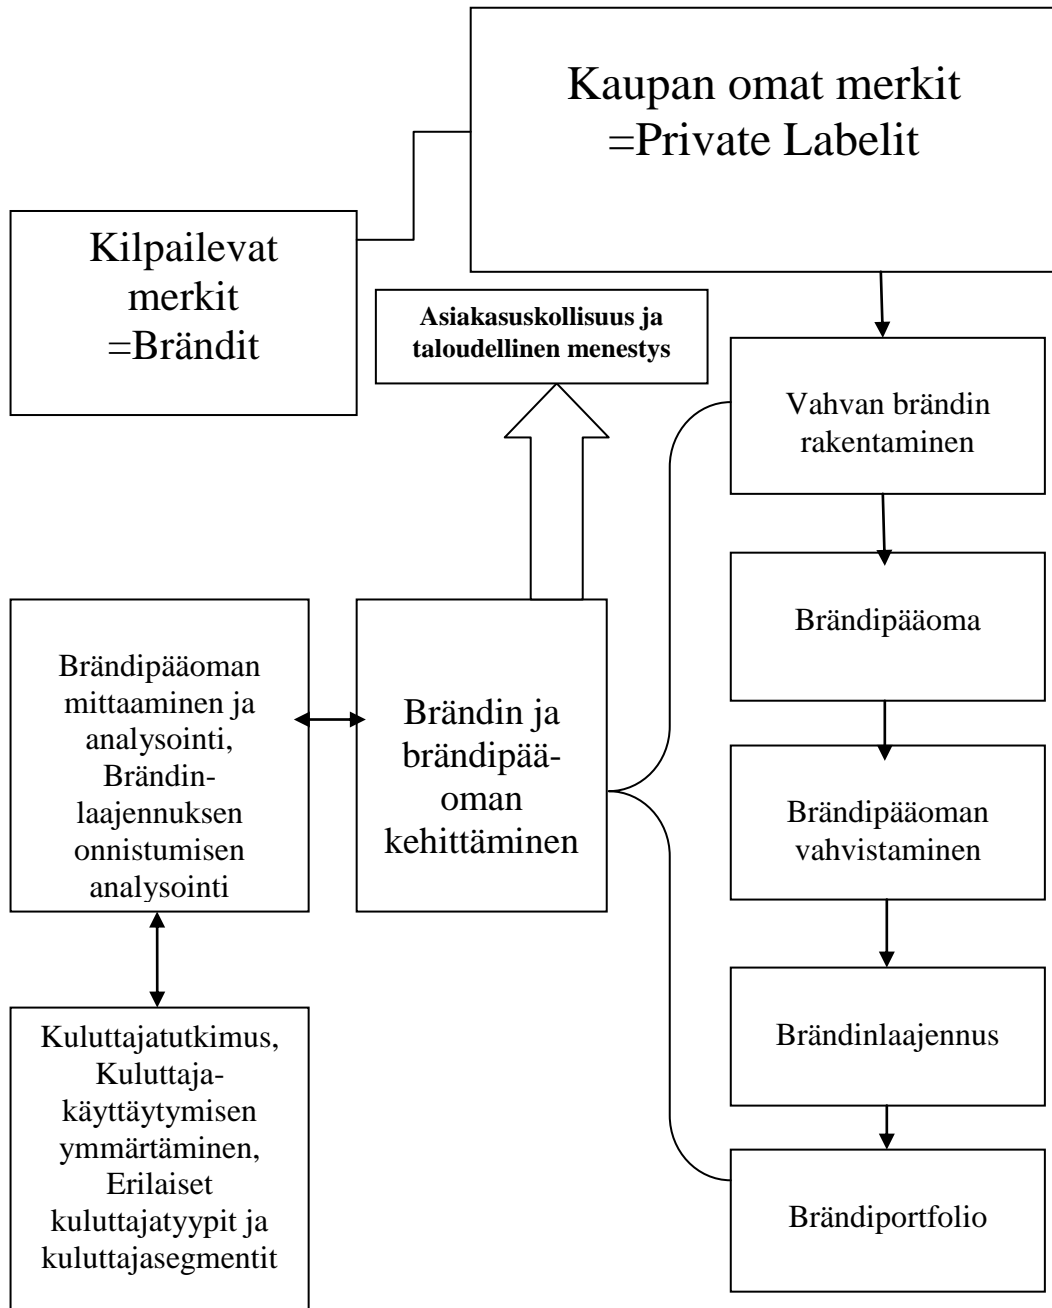 Kaupan omat merkit
=Private Labelit
Kilpailevat
merkit
=Brändit
Asiakasuskollisuus ja
taloudellinen menestys
Vahvan brändin
rakentaminen
Brändipääoma
Brändipääoman
mittaaminen ja
analysointi,
Brändin-
laajennuksen
onnistumisen
analysointi
Brändin ja
brändipää-
oman
kehittäminen
Brändipääoman
vahvistaminen
Brändinlaajennus
Kuluttajatutkimus,
Kuluttaja-
käyttäytymisen
ymmärtäminen,
Erilaiset
kuluttajatyypit ja
kuluttajasegmentit
Brändiportfolio